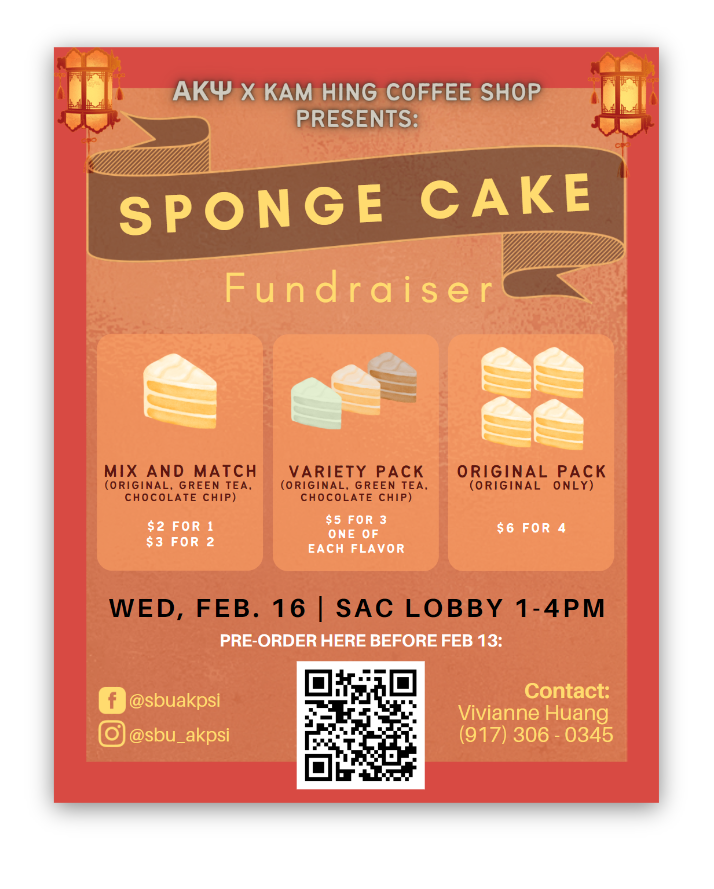 ΑΚΨ X KAM HING COFFEE SHOP
PRESENTS:
SPONGE CAKE
Fundraiser
MIX AND MATCH
(ORIGINAL, GREEN TEA,
CHOCOLATE CHIP)
$2 FOR 1
$3 FOR 2
VARIETY PACK
(ORIGINAL, GREEN TEA,
CHOCOLATE CHIP)
$5 FOR 3
ONE OF
EACH FLAVOR
ORIGINAL PACK
(ORIGINAL ONLY)
$6 FOR 4
WED, FEB. 16 | SAC LOBBY 1-4PM
PRE-ORDER HERE BEFORE FEB 13:
@sbuakpsi
@sbu_akpsi
Contact:
Vivianne Huang
(917) 306 - 0345